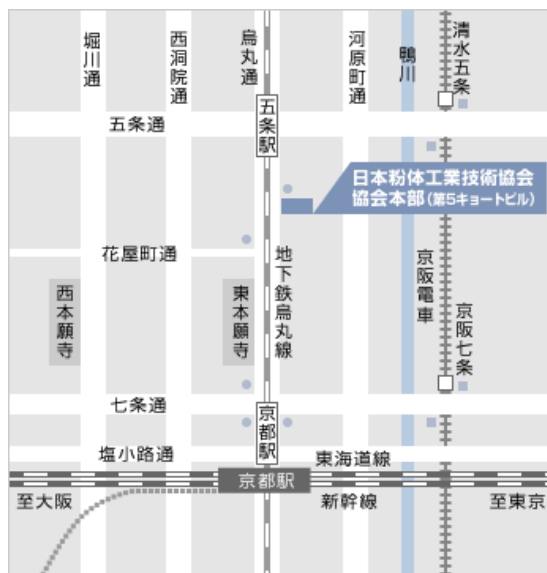 堀川通
西洞院通
烏丸通
河原町通
鴨川
清水五条
五条通
五条駅
日本粉体工業技術協会
協会本部(第5キョートビル)
花屋町通
地下鉄烏丸線
京阪電車
西本願寺
東本願寺
京阪七条
七条通
京都駅
塩小路通
東海道線
京都駅
至大阪
新幹線
至東京